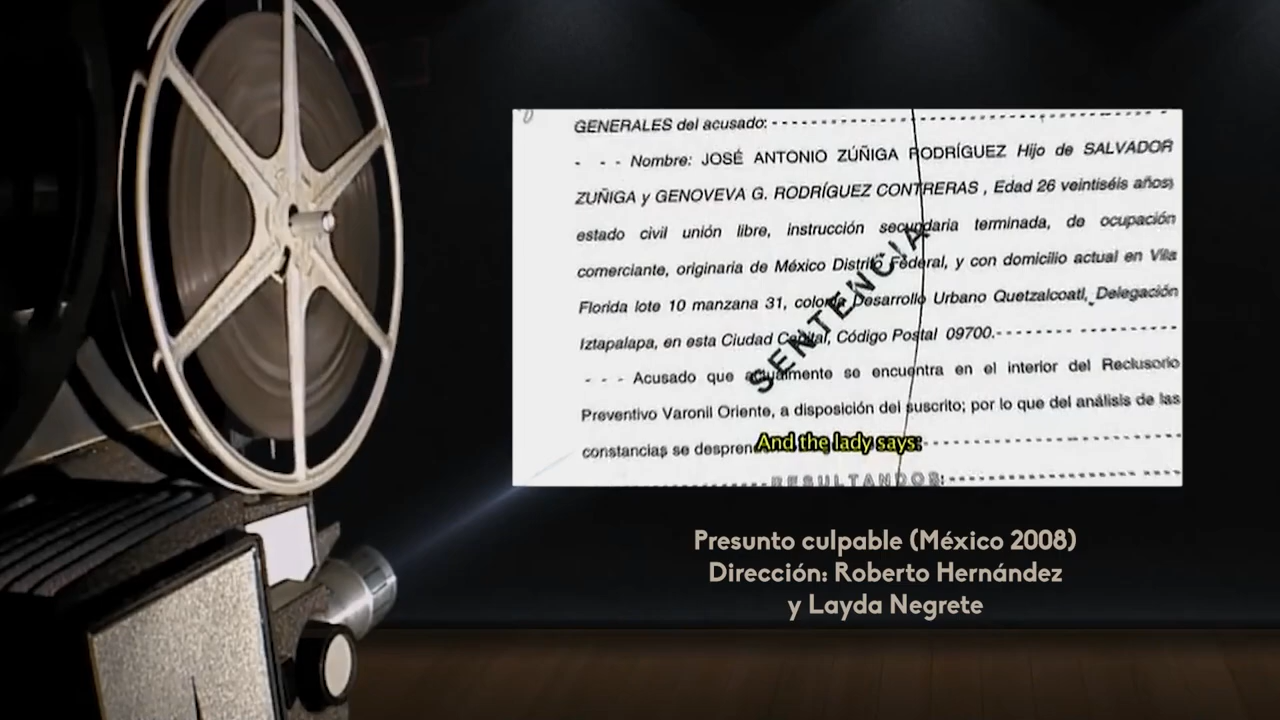 GENERALES del acusado:
- - - Nombre: JOSÉ ANTONIO ZÚÑIGA RODRÍGUEZ Hijo de SALVADOR
ZUÑIGA y GENOVEVA G. RODRÍGUEZ CONTRERAS , Edad 26 veintiséis años)
estado civil unión libre, instrucción secundaria terminada, de ocupación
comerciante, originaria de México Distrito Federal, y con domicilio actual en Villa
Florida lote 10 manzana 31, colonia Desarrollo Urbano Quetzalcoatl, Delegación
Iztapalapa, en esta Ciudad Capital, Código Postal 09700.
SENTENCIA
- - - Acusado que actualmente se encuentra en el interior del Reclusorio
Preventivo Varonil Oriente, a disposición del suscrito; por lo que del análisis de las
constancias se despren
And the lady says:
RESULTANDOS:
Presunto culpable (México 2008)
Dirección: Roberto Hernández
y Layda Negrete